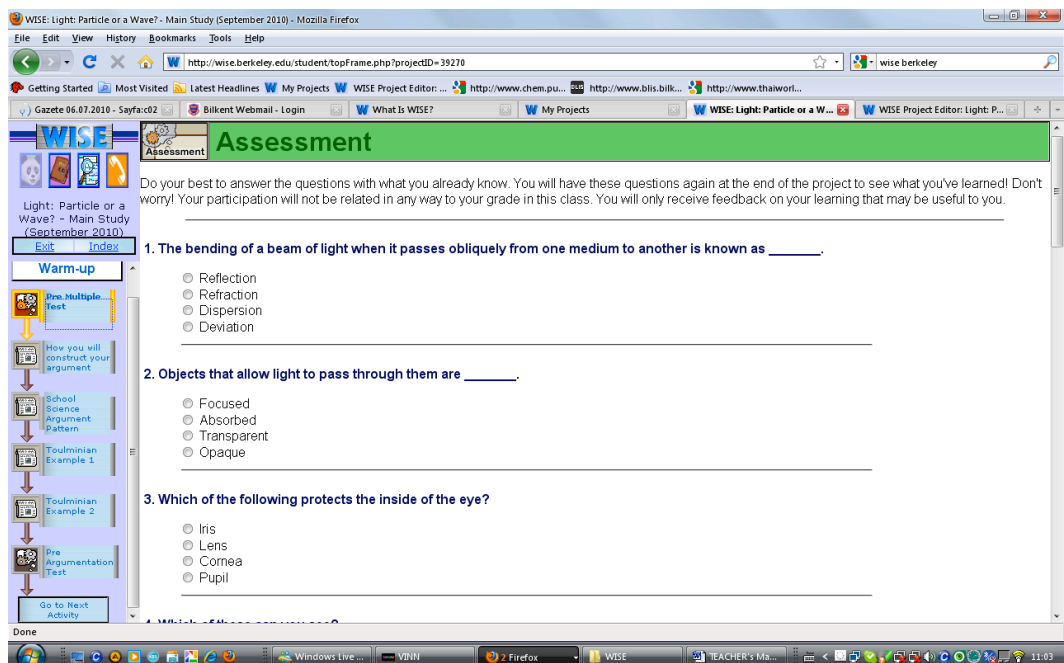 WISE: Light: Particle or a Wave? - Main Study (September 2010) - Mozilla Firefox
File Edit View History Bookmarks Tools Help
http://wise.berkeley.edu/student/topFrame.php?projectID=39270
wise berkeley
Getting Started Most Visited Latest Headlines My Projects WISE Project Editor: ... http://www.chem.pu... BLIS http://www.blis.bilk... http://www.thaiworl...
Gazete 06.07.2010 - Sayfa:c02 Bilkent Webmail - Login What Is WISE? My Projects WISE: Light: Particle or a W... WISE Project Editor: Light: P...
WISE
Light: Particle or a
Wave? - Main Study
(September 2010)
Exit Index
Warm-up
Pre Multiple....
Test
How you will
construct your
argument
School
Science
Argument
Pattern
Toulminian
Example 1
Toulminian
Example 2
Pre
Argumentation
Test
Go to Next
Activity
Assessment
Assessment
Do your best to answer the questions with what you already know. You will have these questions again at the end of the project to see what you've learned! Don't
worry! Your participation will not be related in any way to your grade in this class. You will only receive feedback on your learning that may be useful to you.
1. The bending of a beam of light when it passes obliquely from one medium to another is known as _______.
Reflection
Refraction
Dispersion
Deviation
2. Objects that allow light to pass through them are _______.
Focused
Absorbed
Transparent
Opaque
3. Which of the following protects the inside of the eye?
Iris
Lens
Cornea
Pupil
4. Which of these can you see?
Done
Windows Live ... VINN 2 Firefox WISE TEACHER's Ma... 11:03